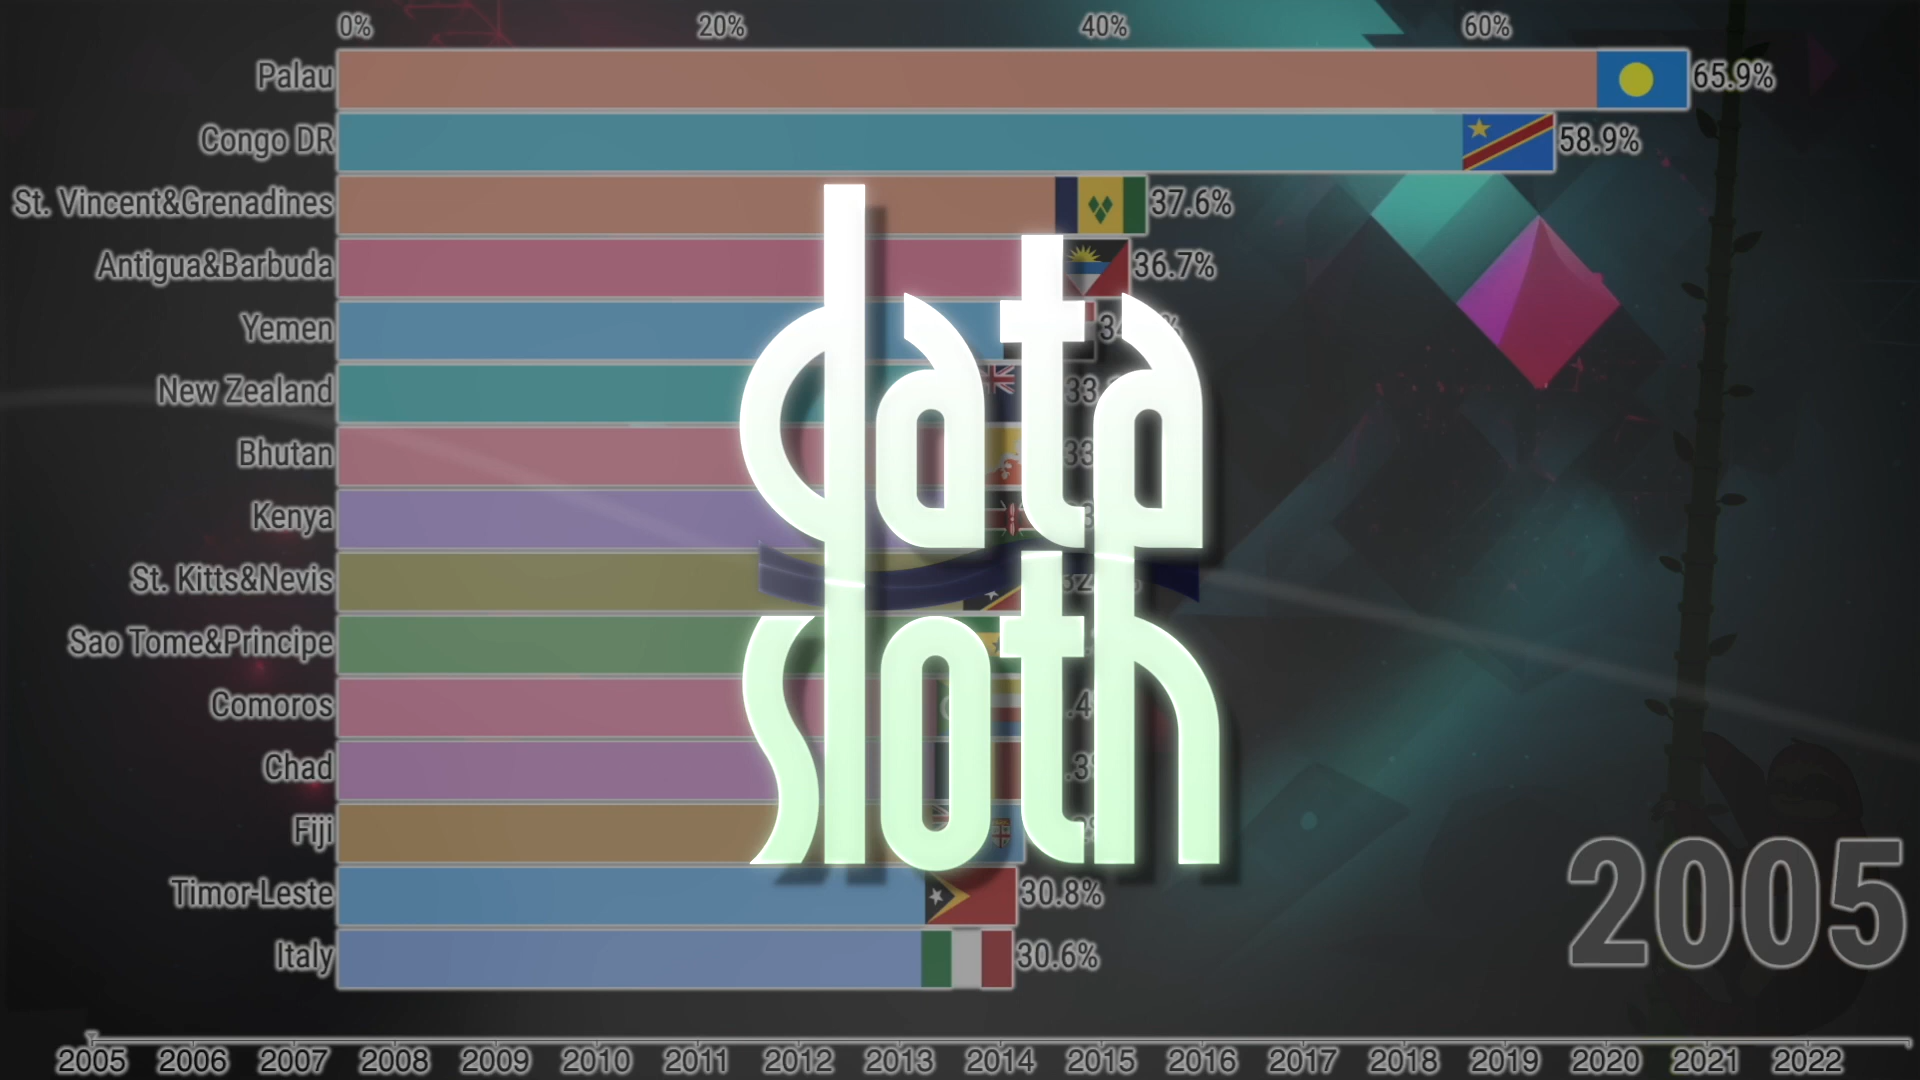 0% 20% 40% 60%
Palau 65.9%
Congo DR 58.9%
St. Vincent&Grenadines 37.6%
Antigua&Barbuda 36.7%
Yemen
New Zealand
Bhutan
Kenya
St. Kitts&Nevis
Sao Tome&Principe
Comoros
Chad
Fiji
Timor-Leste 30.8%
Italy 30.6%
data
sloth
2005
2005 2006 2007 2008 2009 2010 2011 2012 2013 2014 2015 2016 2017 2018 2019 2020 2021 2022